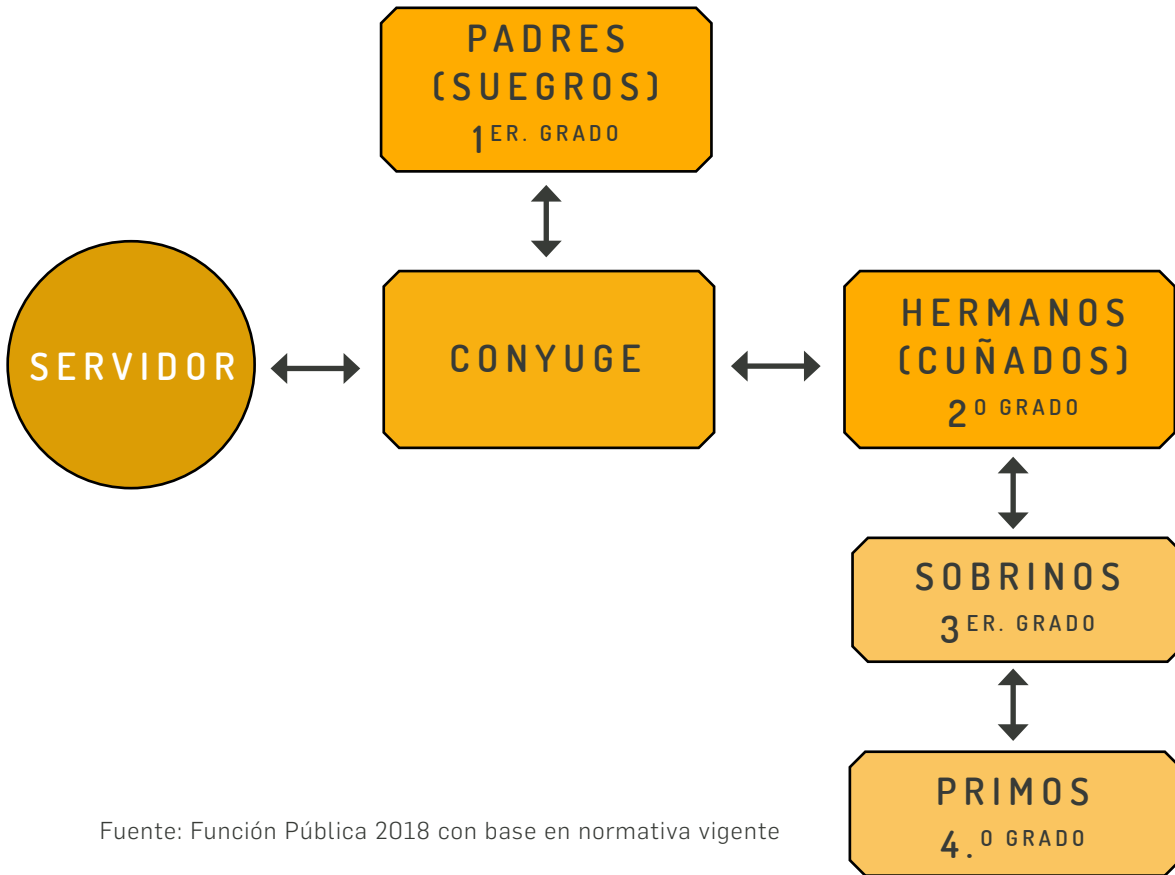 PADRES
(SUEGROS)
1ER. GRADO
SERVIDOR
CONYUGE
HERMANOS
(CUÑADOS)
2O GRADO
SOBRINOS
3ER. GRADO
PRIMOS
4.O GRADO
Fuente: Función Pública 2018 con base en normativa vigente